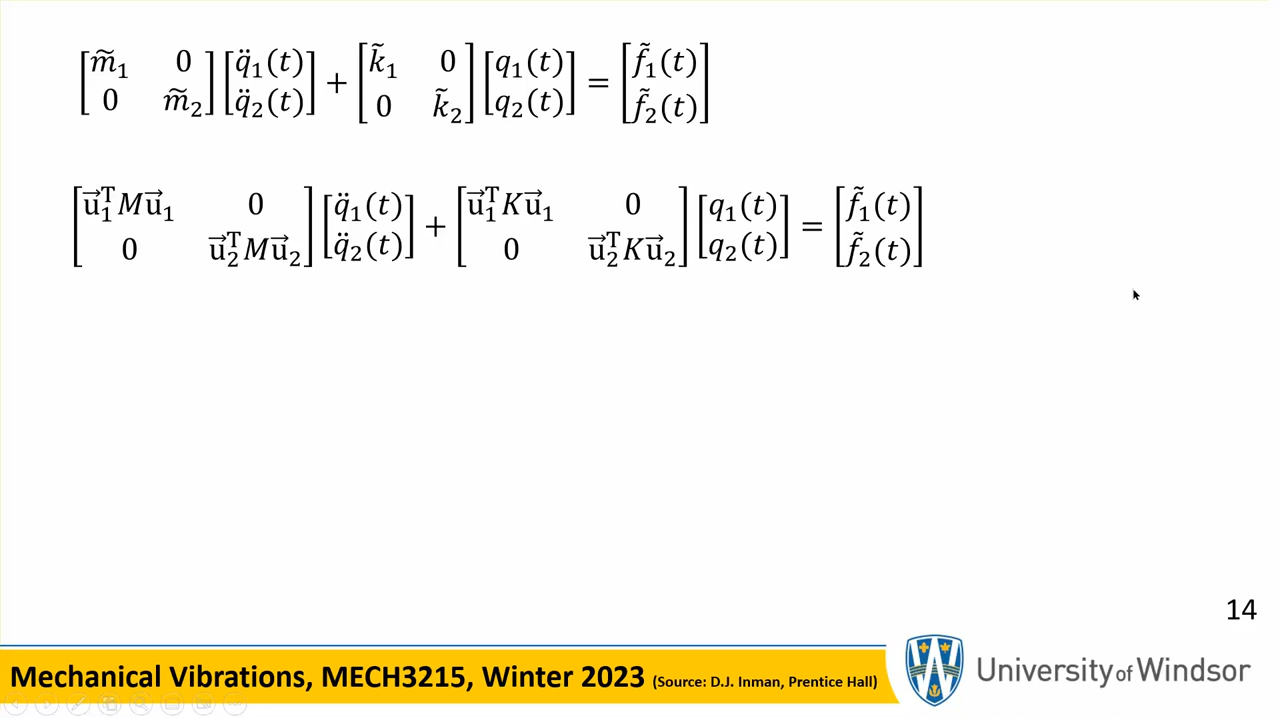 [m̃₁ 0; 0 m̃₂] [q̈₁(t); q̈₂(t)] + [k̃₁ 0; 0 k̃₂] [q₁(t); q₂(t)] = [f̃₁(t); f̃₂(t)]
[u⃗₁ᵀMu⃗₁ 0; 0 u⃗₂ᵀMu⃗₂] [q̈₁(t); q̈₂(t)] + [u⃗₁ᵀKu⃗₁ 0; 0 u⃗₂ᵀKu⃗₂] [q₁(t); q₂(t)] = [f̃₁(t); f̃₂(t)]
14
Mechanical Vibrations, MECH3215, Winter 2023 (Source: D.J. Inman, Prentice Hall)
University of Windsor